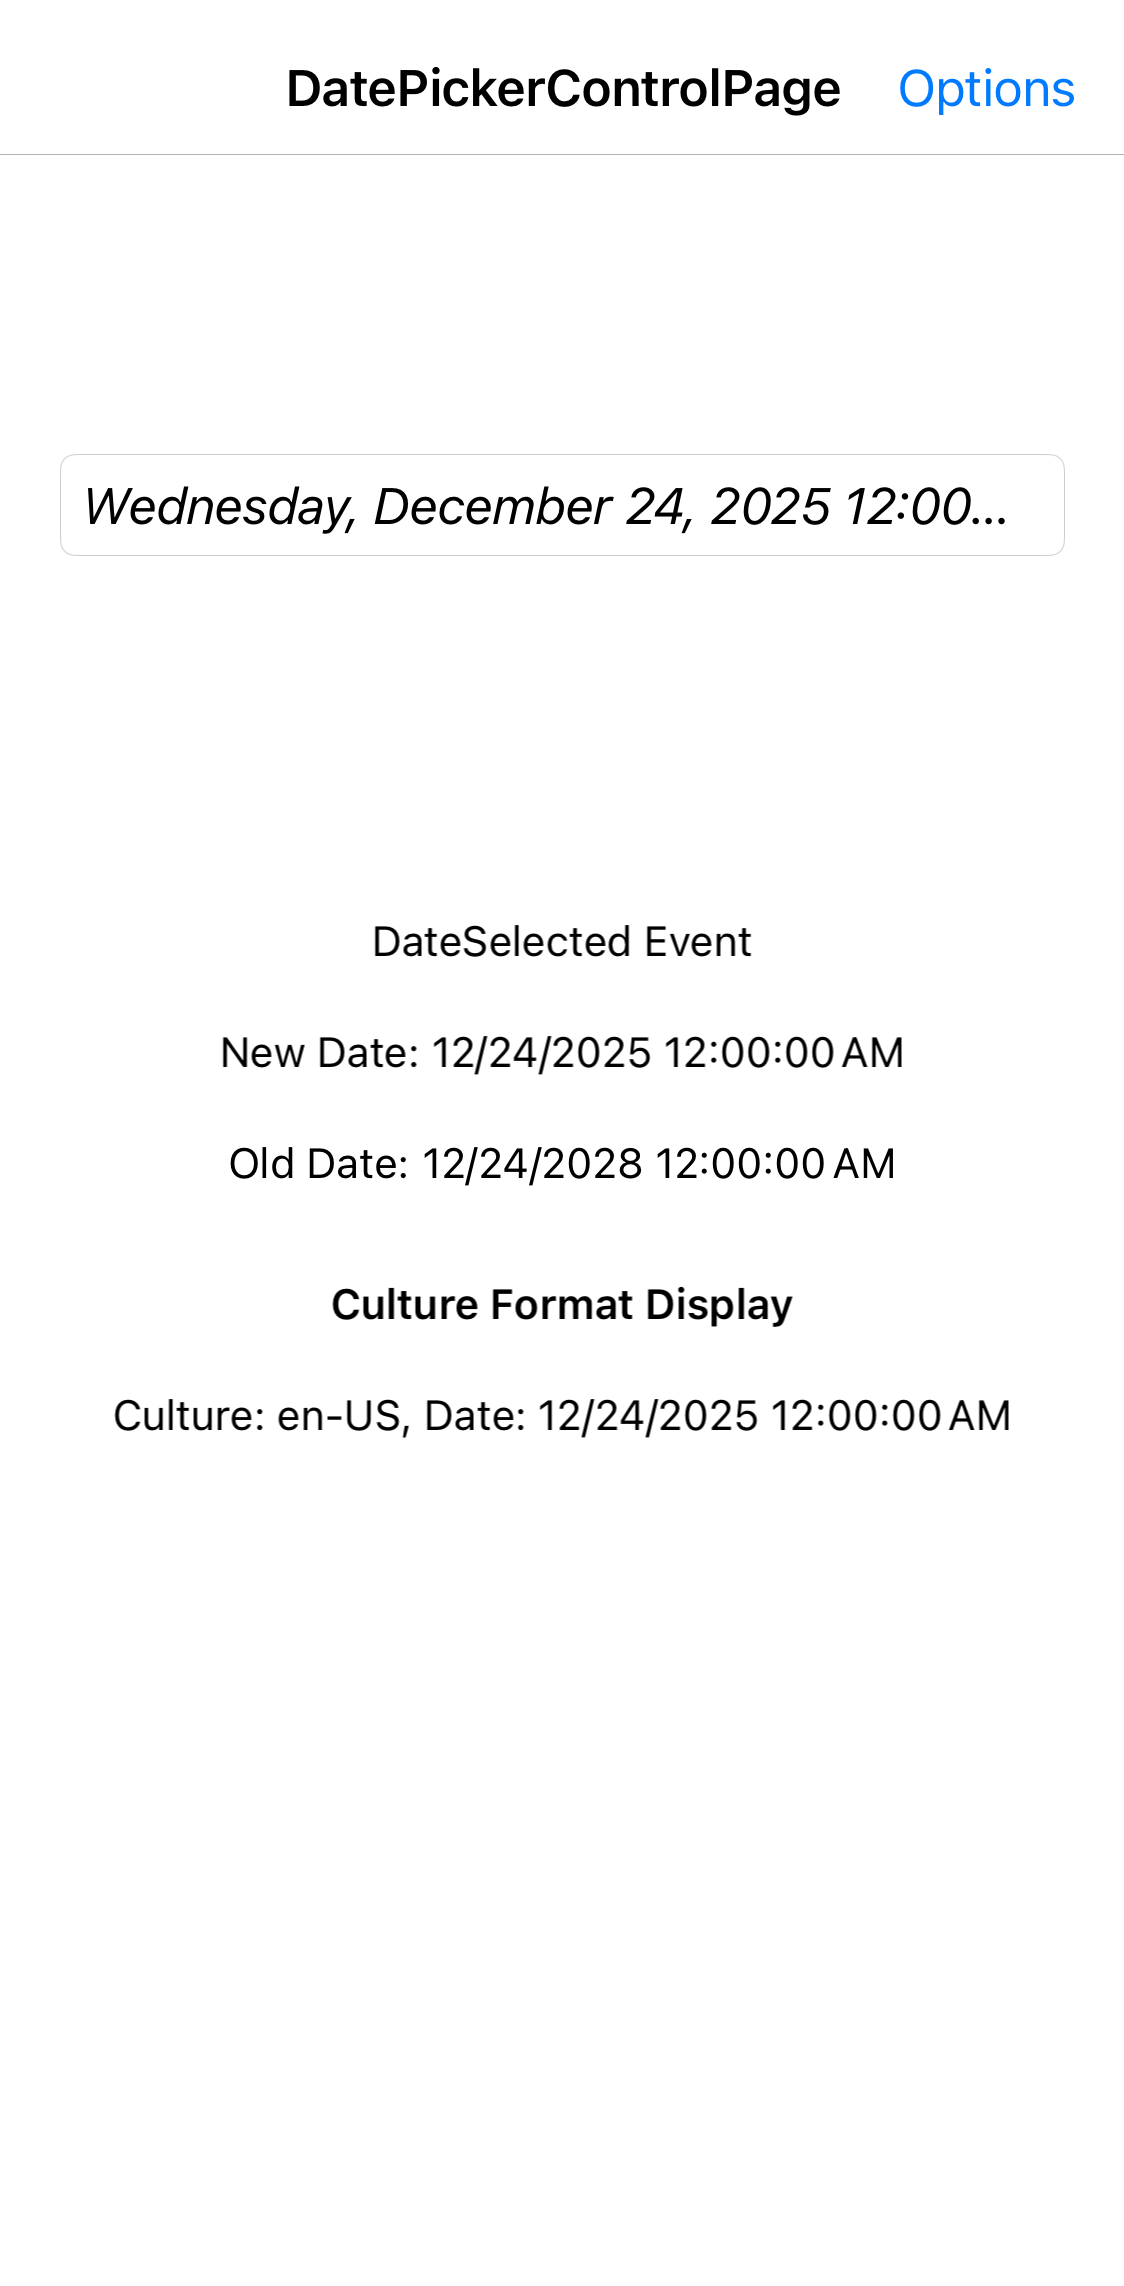 DatePickerControlPage Options
Wednesday, December 24, 2025 12:00...
DateSelected Event
New Date: 12/24/2025 12:00:00 AM
Old Date: 12/24/2028 12:00:00 AM
Culture Format Display
Culture: en-US, Date: 12/24/2025 12:00:00 AM